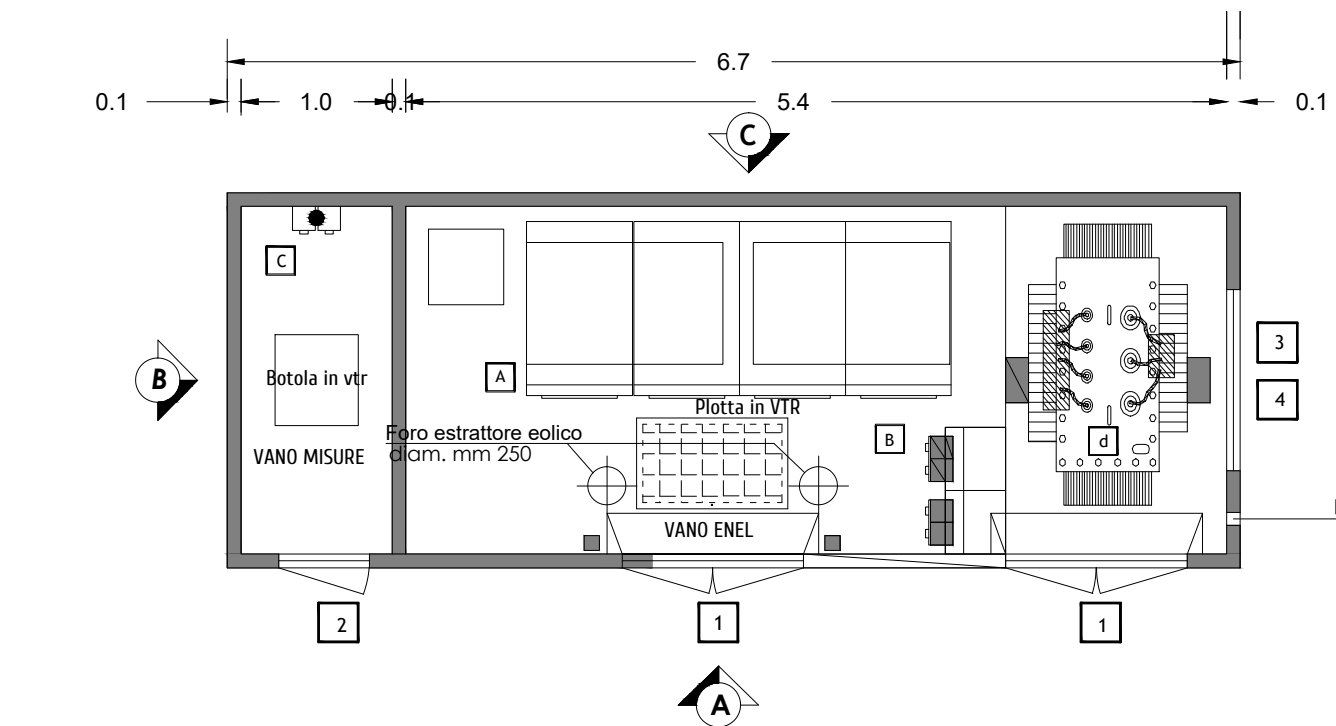 6.7
0.1
1.0
0.1
5.4
0.1
C
C
B
Botola in vtr
A
3
4
Plotta in VTR
Foro estrattore eolico
diam. mm 250
B
d
VANO MISURE
VANO ENEL
2
1
1
A